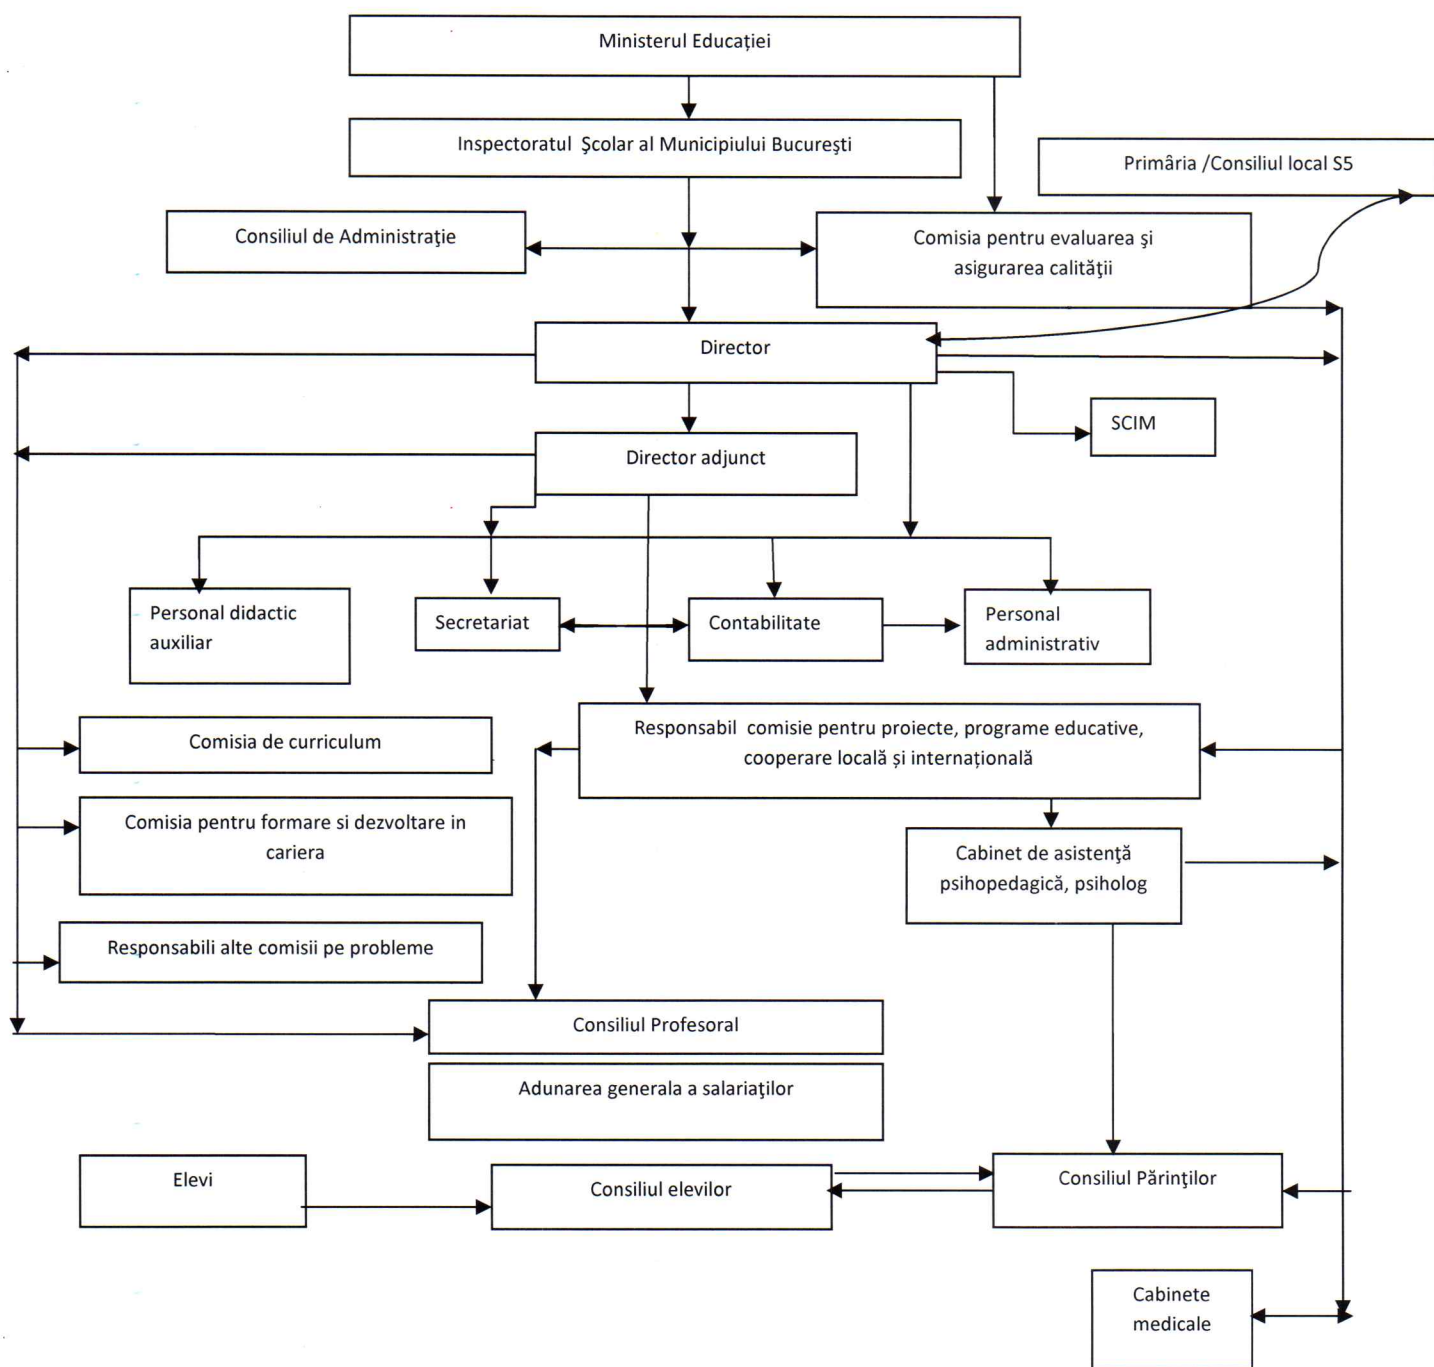 Ministerul Educației
Inspectoratul Şcolar al Municipiului Bucureşti
Primâria /Consiliul local S5
Consiliul de Administraţie
Comisia pentru evaluarea şi
asigurarea calităţii
Director
SCIM
Director adjunct
Personal didactic
auxiliar
Secretariat
Contabilitate
Personal
administrativ
Responsabil comisie pentru proiecte, programe educative,
cooperare locală și internațională
Comisia de curriculum
Comisia pentru formare si dezvoltare in
cariera
Cabinet de asistenţă
psihopedagică, psiholog
Responsabili alte comisii pe probleme
Consiliul Profesoral
Adunarea generala a salariaţilor
Elevi
Consiliul elevilor
Consiliul Părinţilor
Cabinete
medicale